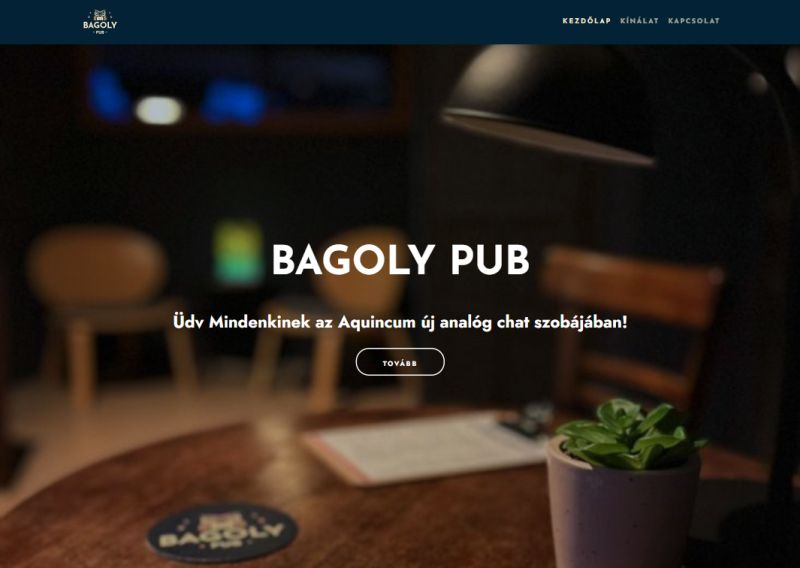 BAGOLY
PUB
KEZDŐLAP KÍNÁLAT KAPCSOLAT
BAGOLY PUB
Üdv Mindenkinek az Aquincum új analóg chat szobájában!
TOVÁBB
BAGOLY
PUB